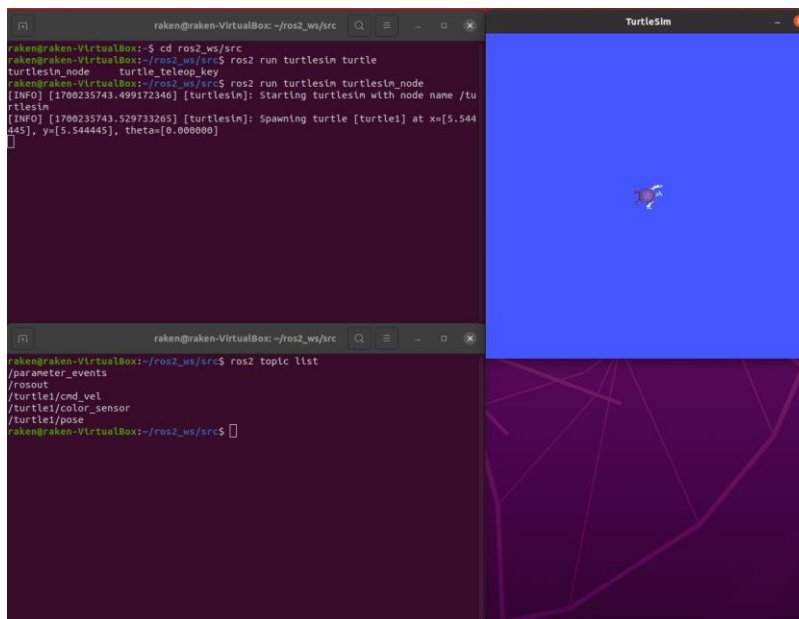 raken@raken-VirtualBox: ~/ros2_ws/src
raken@raken-VirtualBox:~$ cd ros2_ws/src
raken@raken-VirtualBox:~/ros2_ws/src$ ros2 run turtlesim turtle
turtlesim_node turtle_teleop_key
raken@raken-VirtualBox:~/ros2_ws/src$ ros2 run turtlesim turtlesim_node
[INFO] [1700235743.499172346] [turtlesim]: Starting turtlesim with node name /tu
rtlesim
[INFO] [1700235743.529733265] [turtlesim]: Spawning turtle [turtle1] at x=[5.544
445], y=[5.544445], theta=[0.000000]
TurtleSim
raken@raken-VirtualBox: ~/ros2_ws/src
raken@raken-VirtualBox:~/ros2_ws/src$ ros2 topic list
/parameter_events
/rosout
/turtle1/cmd_vel
/turtle1/color_sensor
/turtle1/pose
raken@raken-VirtualBox:~/ros2_ws/src$